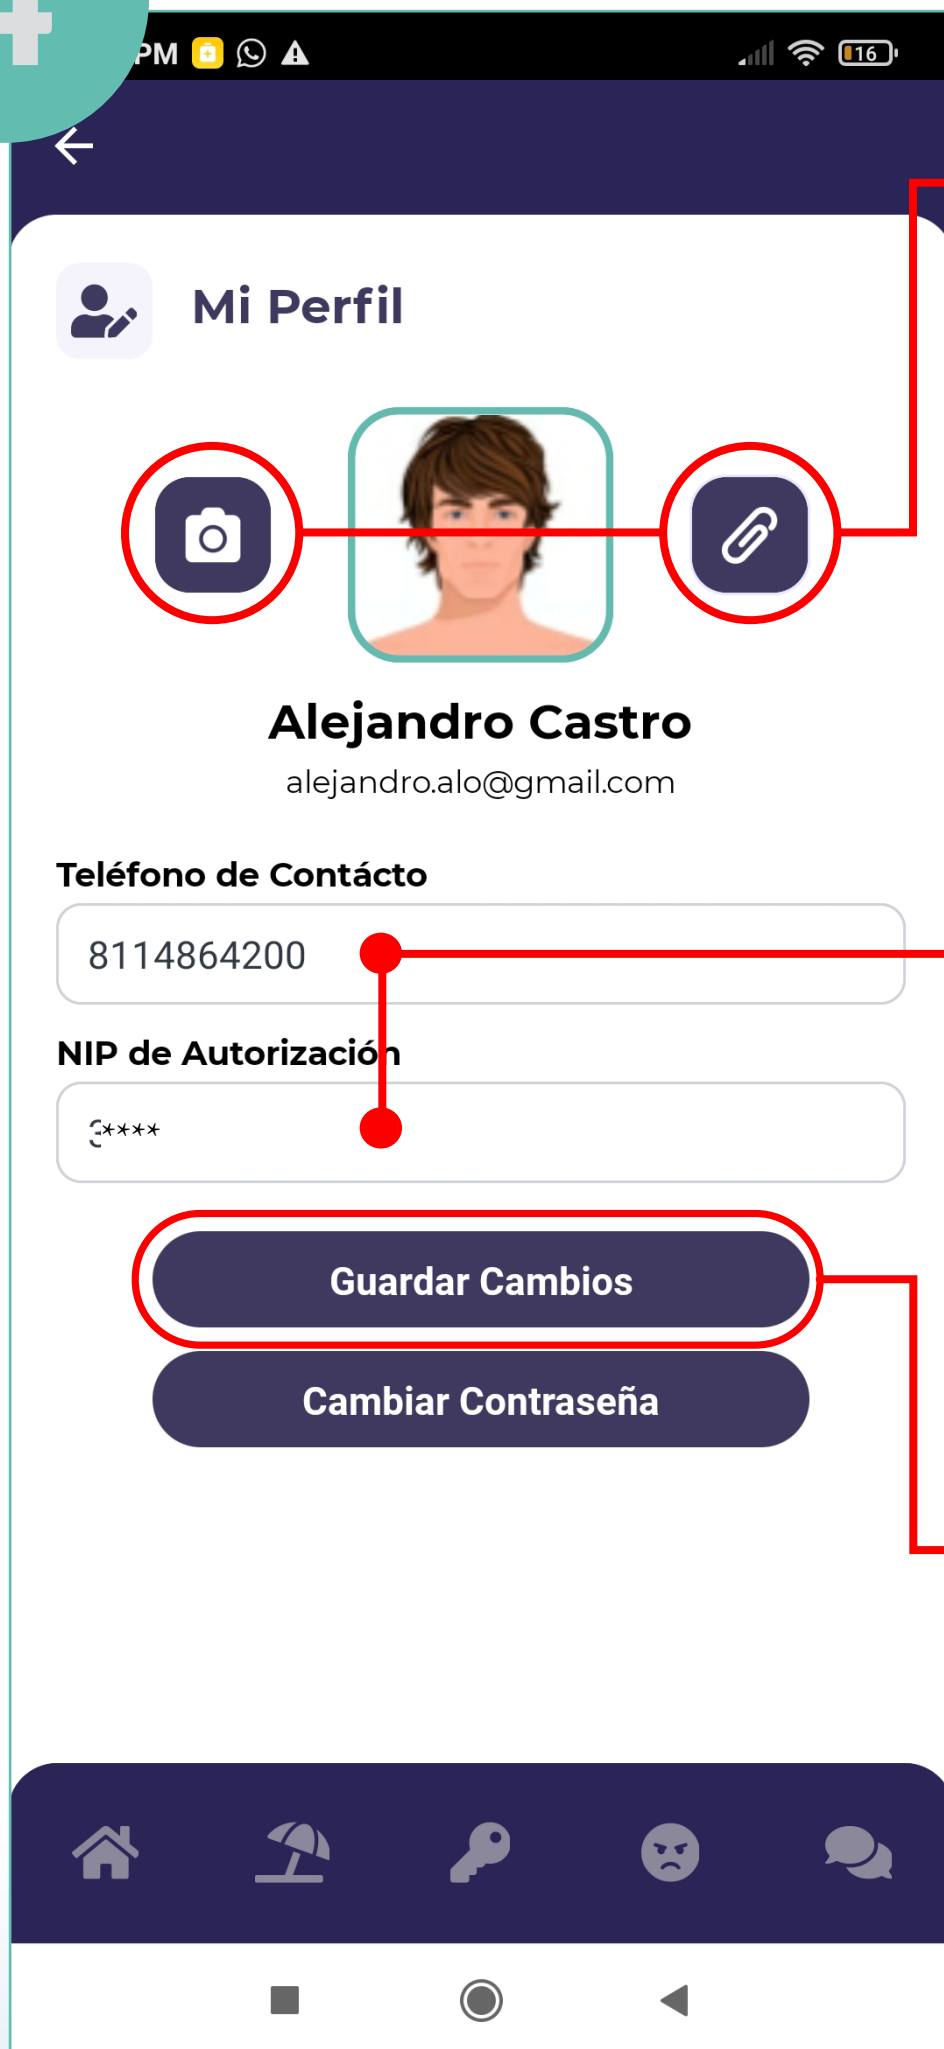 PM
16
Mi Perfil
Alejandro Castro
alejandro.alo@gmail.com
Teléfono de Contácto
8114864200
NIP de Autorización
3****
Guardar Cambios
Cambiar Contraseña